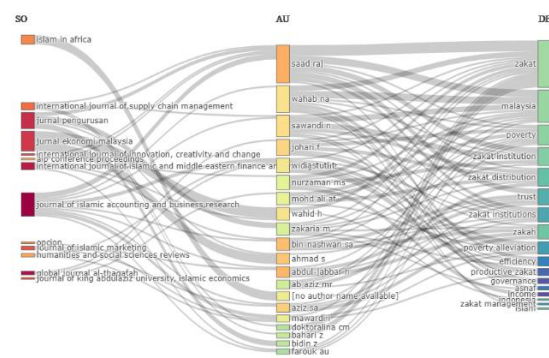 SO
AU
DE
islam in africa
international journal of supply chain management
jurnal pengurusan
jurnal ekonomi malaysia
international journal of innovation, creativity and change
aip conference proceedings
international journal of islamic and middle eastern finance an
journal of islamic accounting and business research
opcion
journal of islamic marketing
humanities and social sciences reviews
global journal al-thaqafah
journal of king abdulaziz university, islamic economics
saad raj
wahab na
sawandi n
johari f
widiastuti t
nurzaman ms
mohd ali at
wahid h
zakaria m
bin-nashwan sa
ahmad s
abdul-jabbar h
ab aziz mr
[no author name available]
aziz sa
mawardi i
doktoralina cm
bahari z
bidin z
farouk au
zakat
malaysia
poverty
zakat institution
zakat distribution
trust
zakat institutions
zakah
poverty alleviation
efficiency
productive zakat
governance
asnaf
income
indonesia
zakat management
islam